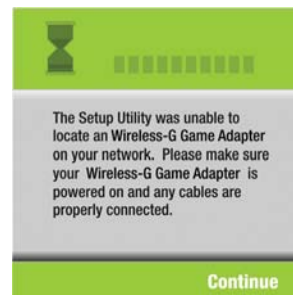 The Setup Utility was unable to
locate an Wireless-G Game Adapter
on your network. Please make sure
your Wireless-G Game Adapter is
powered on and any cables are
properly connected.
Continue